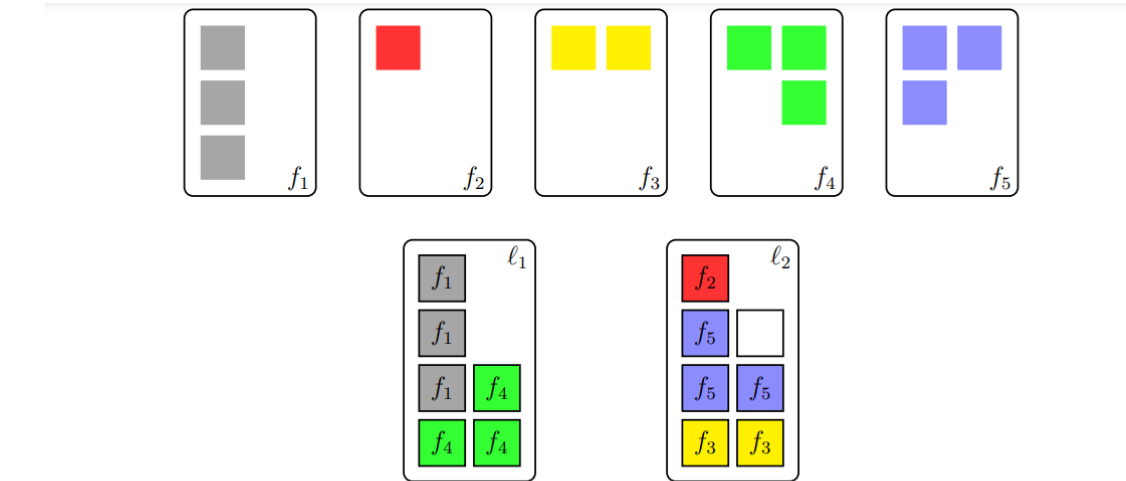 f₁ f₂ f₃ f₄ f₅
ℓ₁ ℓ₂
f₁ f₂
f₁ f₅
f₁ f₄ f₅ f₅
f₄ f₄ f₃ f₃